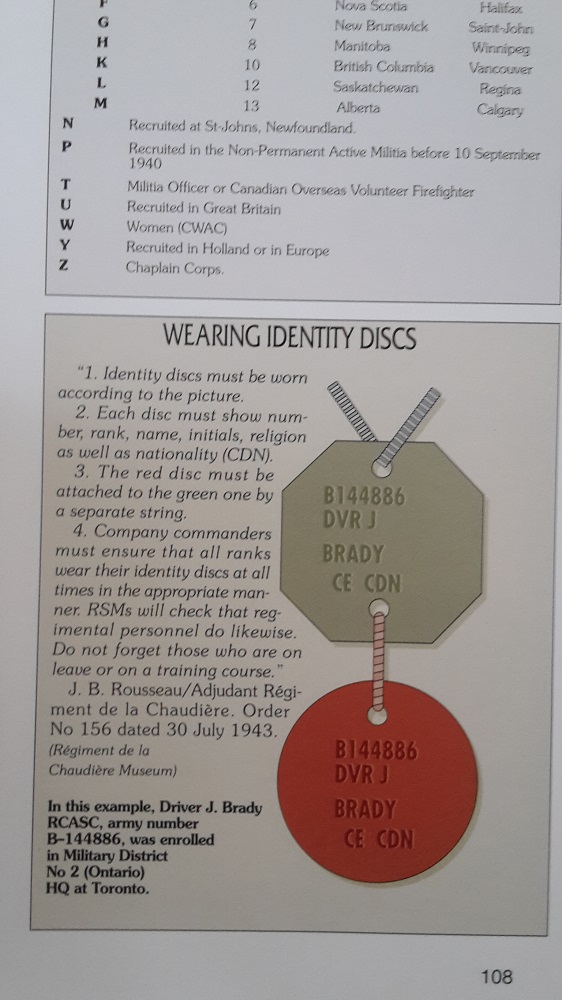 F 6 Nova Scotia Halifax
G 7 New Brunswick Saint-John
H 8 Manitoba Winnipeg
K 10 British Columbia Vancouver
L 12 Saskatchewan Regina
M 13 Alberta Calgary
N Recruited at St-Johns, Newfoundland.
P Recruited in the Non-Permanent Active Militia before 10 September
1940
T Militia Officer or Canadian Overseas Volunteer Firefighter
U Recruited in Great Britain
W Women (CWAC)
Y Recruited in Holland or in Europe
Z Chaplain Corps.
WEARING IDENTITY DISCS
"1. Identity discs must be worn
according to the picture.
2. Each disc must show num-
ber, rank, name, initials, religion
as well as nationality (CDN).
3. The red disc must be
attached to the green one by
a separate string.
4. Company commanders
must ensure that all ranks
wear their identity discs at all
times in the appropriate man-
ner. RSMs will check that reg-
imental personnel do likewise.
Do not forget those who are on
leave or on a training course."
J. B. Rousseau/Adjudant Régi-
ment de la Chaudière. Order
No 156 dated 30 July 1943.
(Régiment de la
Chaudière Museum)
In this example, Driver J. Brady
RCASC, army number
B-144886, was enrolled
in Military District
No 2 (Ontario)
HQ at Toronto.
B144886
DVR J
BRADY
CE CDN
B144886
DVR J
BRADY
CE CDN
108